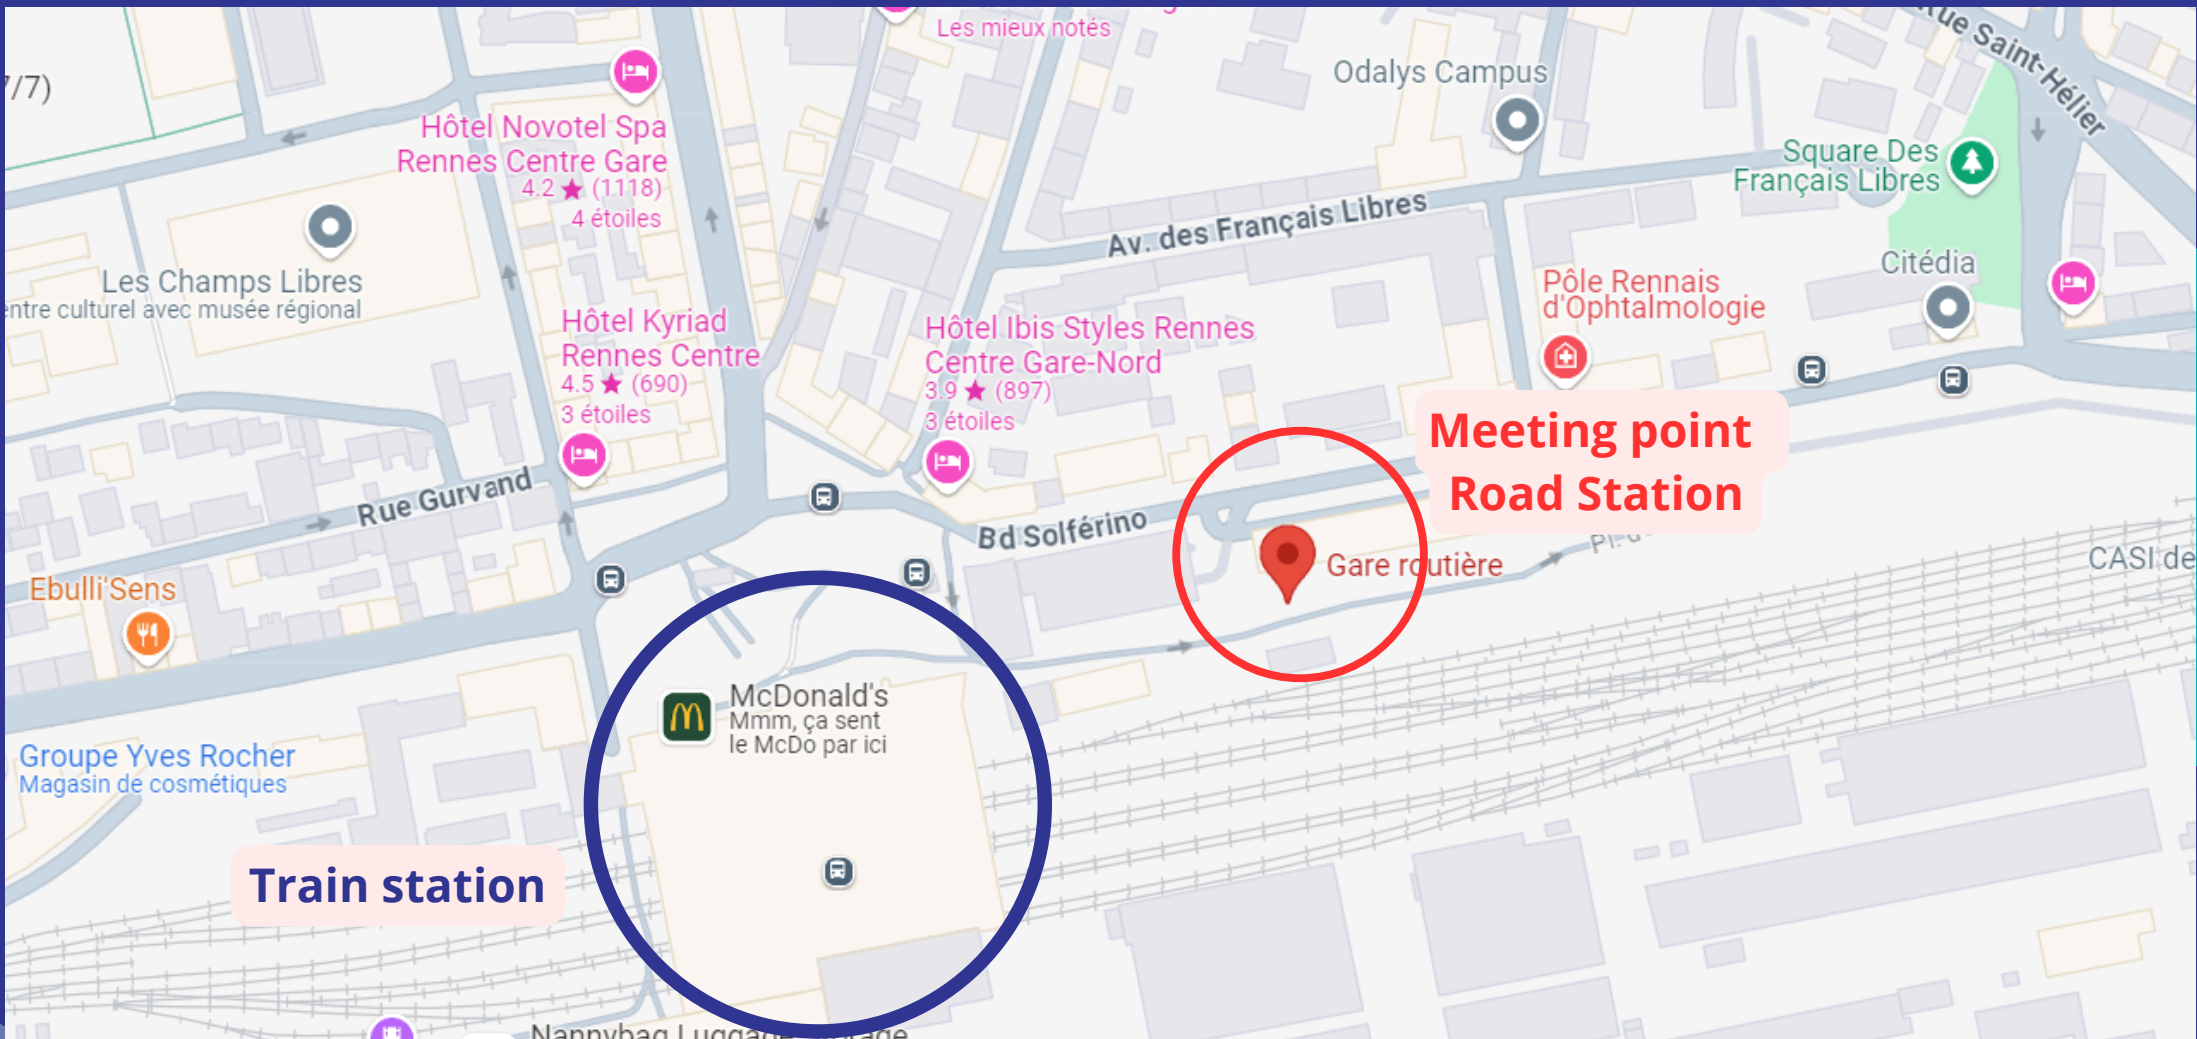 Les mieux notés
Rue Saint-Hélier
7/7)
Odalys Campus
Hôtel Novotel Spa
Rennes Centre Gare
4.2 ★ (1118)
4 étoiles
Square Des
Français Libres
Av. des Français Libres
Les Champs Libres
entre culturel avec musée régional
Citédia
Pôle Rennais
d'Ophtalmologie
Hôtel Kyriad
Rennes Centre
4.5 ★ (690)
3 étoiles
Hôtel Ibis Styles Rennes
Centre Gare-Nord
3.9 ★ (897)
3 étoiles
Meeting point
Road Station
Rue Gurvand
Bd Solférino
Gare routière
Pl. d
CASI de
Ebulli'Sens
McDonald's
Mmm, ça sent
le McDo par ici
Groupe Yves Rocher
Magasin de cosmétiques
Train station
Nannybag Luggage